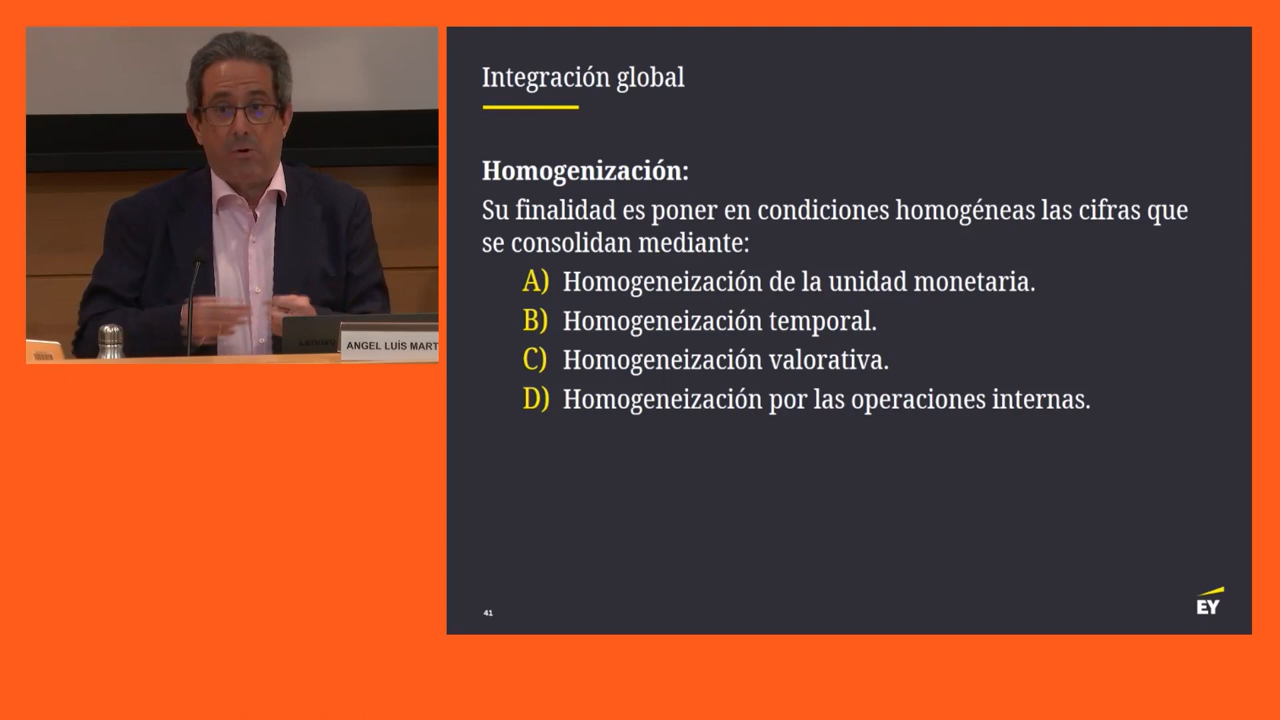 Integración global
Homogenización:
Su finalidad es poner en condiciones homogéneas las cifras que
se consolidan mediante:
A) Homogeneización de la unidad monetaria.
B) Homogeneización temporal.
C) Homogeneización valorativa.
D) Homogeneización por las operaciones internas.
41
EY
ANGEL LUÍS MART